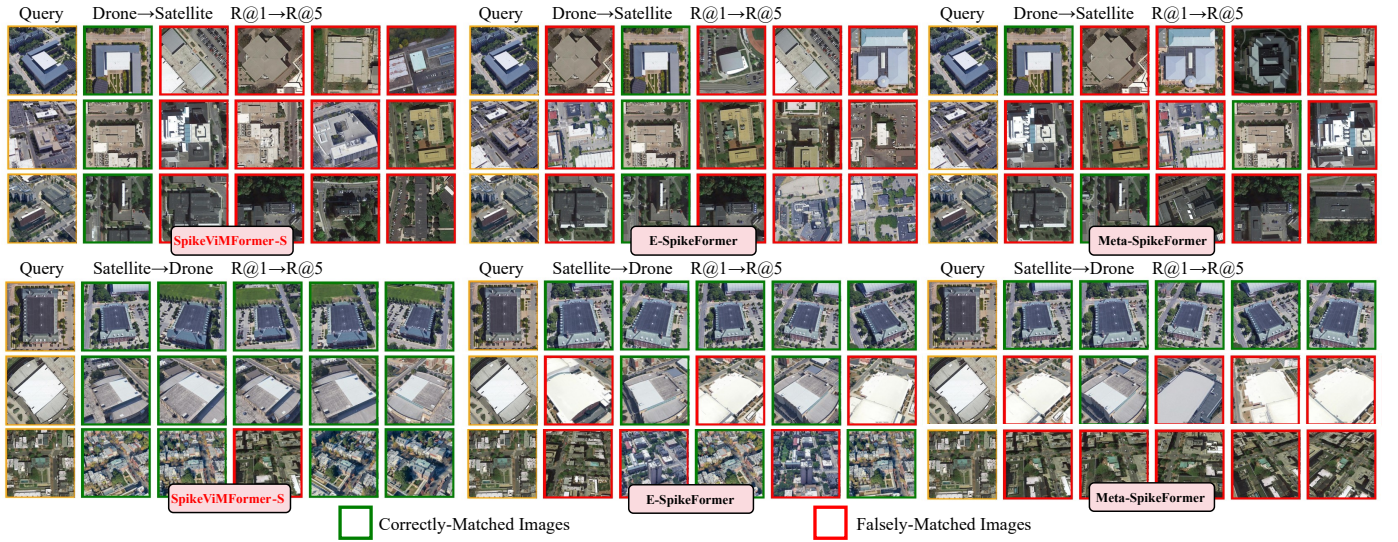 Query Drone→Satellite R@1→R@5 Query Drone→Satellite R@1→R@5 Query Drone→Satellite R@1→R@5
SpikeViMFormer-S E-SpikeFormer Meta-SpikeFormer
Query Satellite→Drone R@1→R@5 Query Satellite→Drone R@1→R@5 Query Satellite→Drone R@1→R@5
SpikeViMFormer-S E-SpikeFormer Meta-SpikeFormer
Correctly-Matched Images Falsely-Matched Images